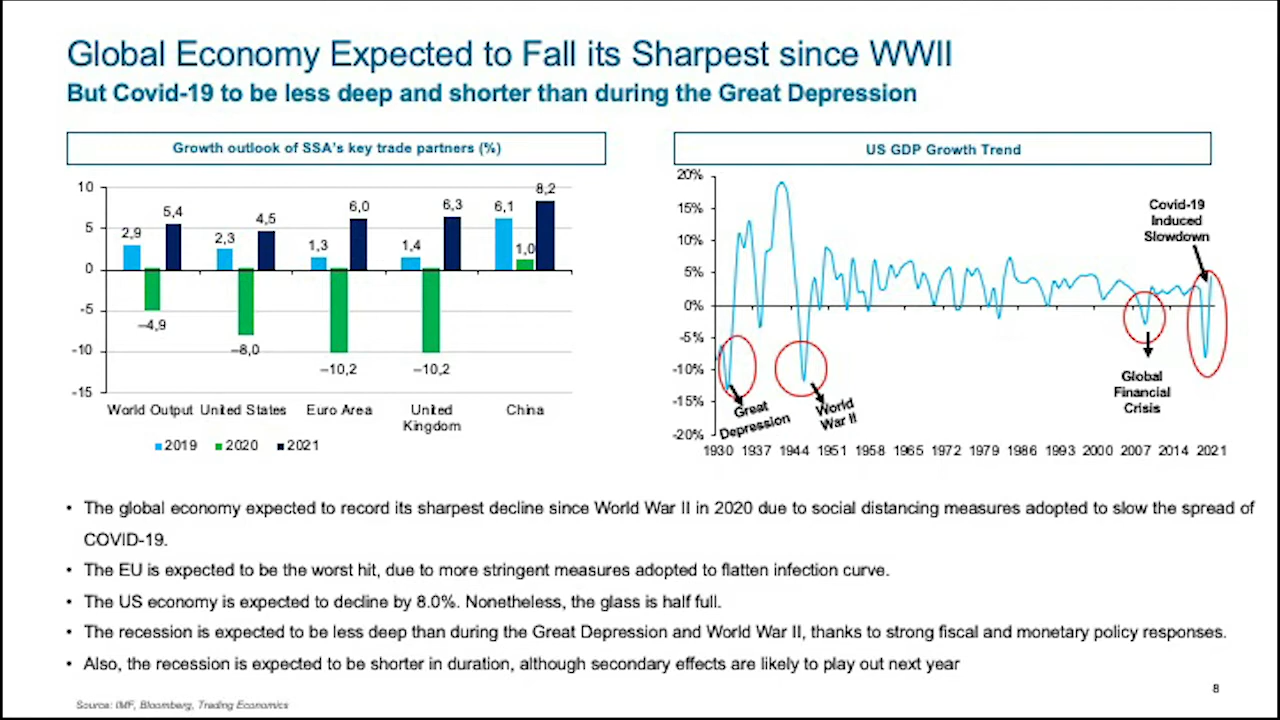 Global Economy Expected to Fall its Sharpest since WWII
But Covid-19 to be less deep and shorter than during the Great Depression
Growth outlook of SSA's key trade partners (%)
10
5
0
-5
-10
-15
2,9
5,4
–4,9
2,3
4,5
–8,0
1,3
6,0
–10,2
1,4
6,3
–10,2
6,1
1,0
8,2
World Output
United States
Euro Area
United
Kingdom
China
2019
2020
2021
US GDP Growth Trend
20%
15%
10%
5%
0%
-5%
-10%
-15%
-20%
Covid-19
Induced
Slowdown
Great
Depression
World
War II
Global
Financial
Crisis
1930 1937 1944 1951 1958 1965 1972 1979 1986 1993 2000 2007 2014 2021
• The global economy expected to record its sharpest decline since World War II in 2020 due to social distancing measures adopted to slow the spread of
COVID-19.
• The EU is expected to be the worst hit, due to more stringent measures adopted to flatten infection curve.
• The US economy is expected to decline by 8.0%. Nonetheless, the glass is half full.
• The recession is expected to be less deep than during the Great Depression and World War II, thanks to strong fiscal and monetary policy responses.
• Also, the recession is expected to be shorter in duration, although secondary effects are likely to play out next year
8
Source: IMF, Bloomberg, Trading Economics